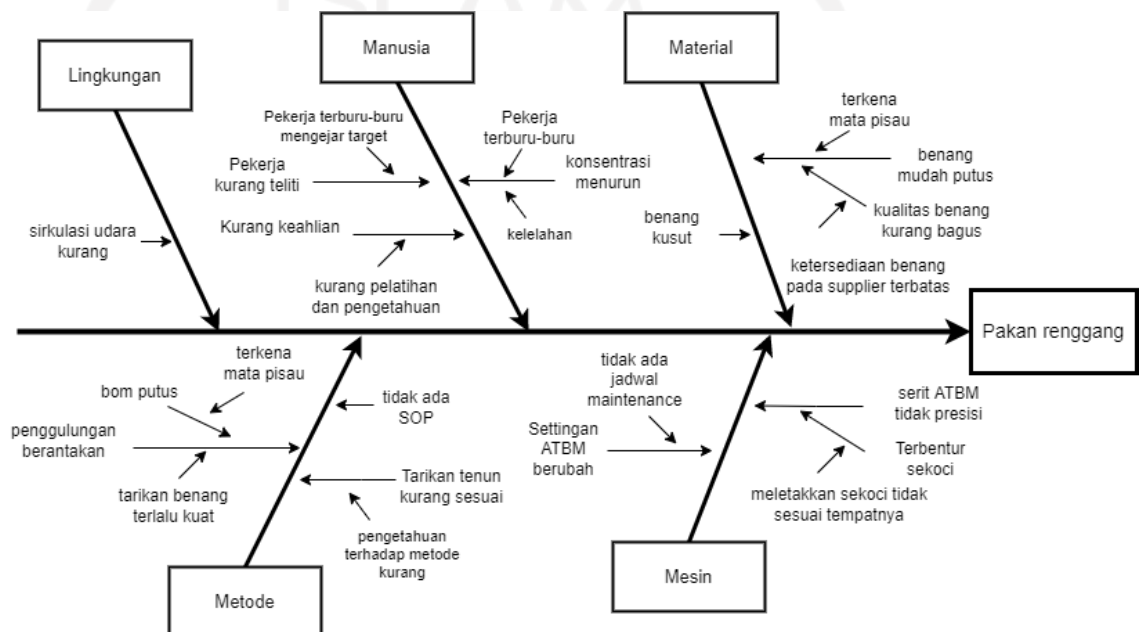 Lingkungan
Manusia
Material
Pekerja terburu-buru
mengejar target
Pekerja
kurang teliti
Pekerja
terburu-buru
konsentrasi
menurun
kelelahan
Kurang keahlian
kurang pelatihan
dan pengetahuan
sirkulasi udara
kurang
terkena
mata pisau
benang
mudah putus
kualitas benang
kurang bagus
benang
kusut
ketersediaan benang
pada supplier terbatas
Pakan renggang
terkena
mata pisau
bom putus
penggulungan
berantakan
tarikan benang
terlalu kuat
tidak ada
SOP
Tarikan tenun
kurang sesuai
pengetahuan
terhadap metode
kurang
tidak ada
jadwal
maintenance
Settingan
ATBM
berubah
serit ATBM
tidak presisi
Terbentur
sekoci
meletakkan sekoci tidak
sesuai tempatnya
Metode
Mesin